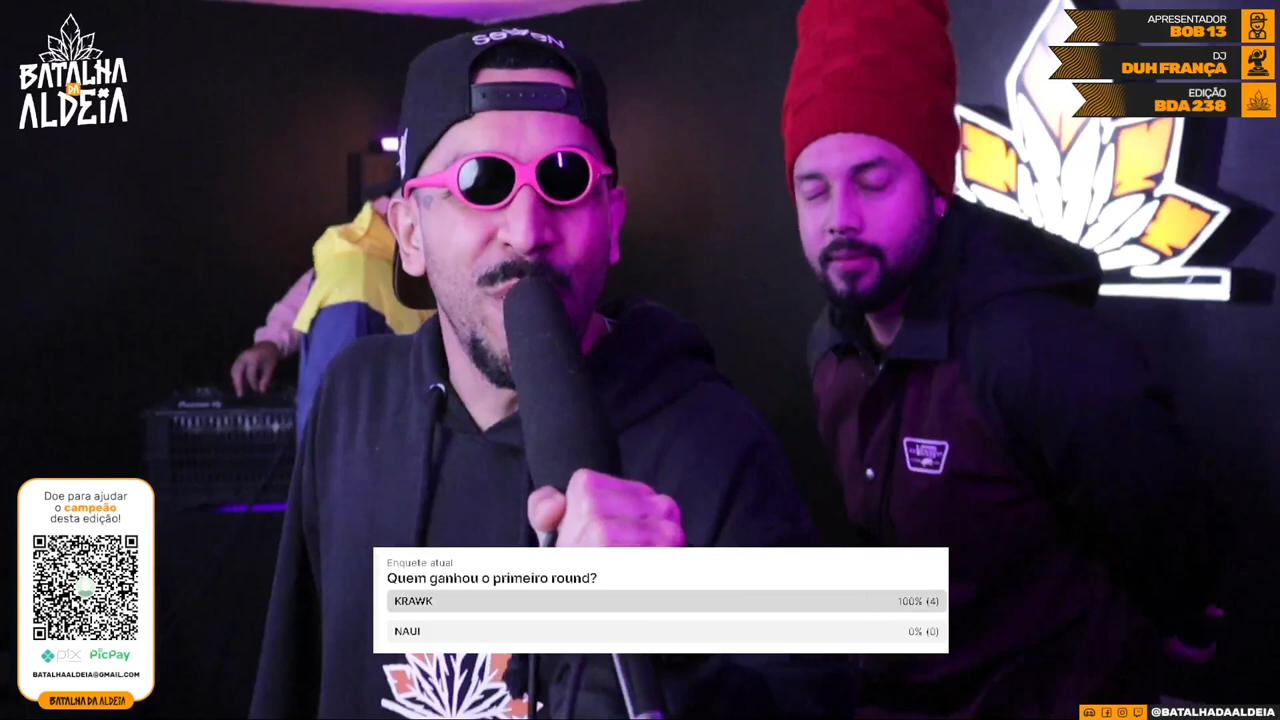 BATALHA
DA
ALDEIA
APRESENTADOR
BOB 13
DJ
DUH FRANÇA
EDIÇÃO
BDA 238
Doe para ajudar
o campeão
desta edição!
pix PicPay
BATALHAALDEIA@GMAIL.COM
BATALHA DA ALDEIA
Enquete atual
Quem ganhou o primeiro round?
KRAWK 100% (4)
NAUI 0% (0)
@BATALHADAALDEIA